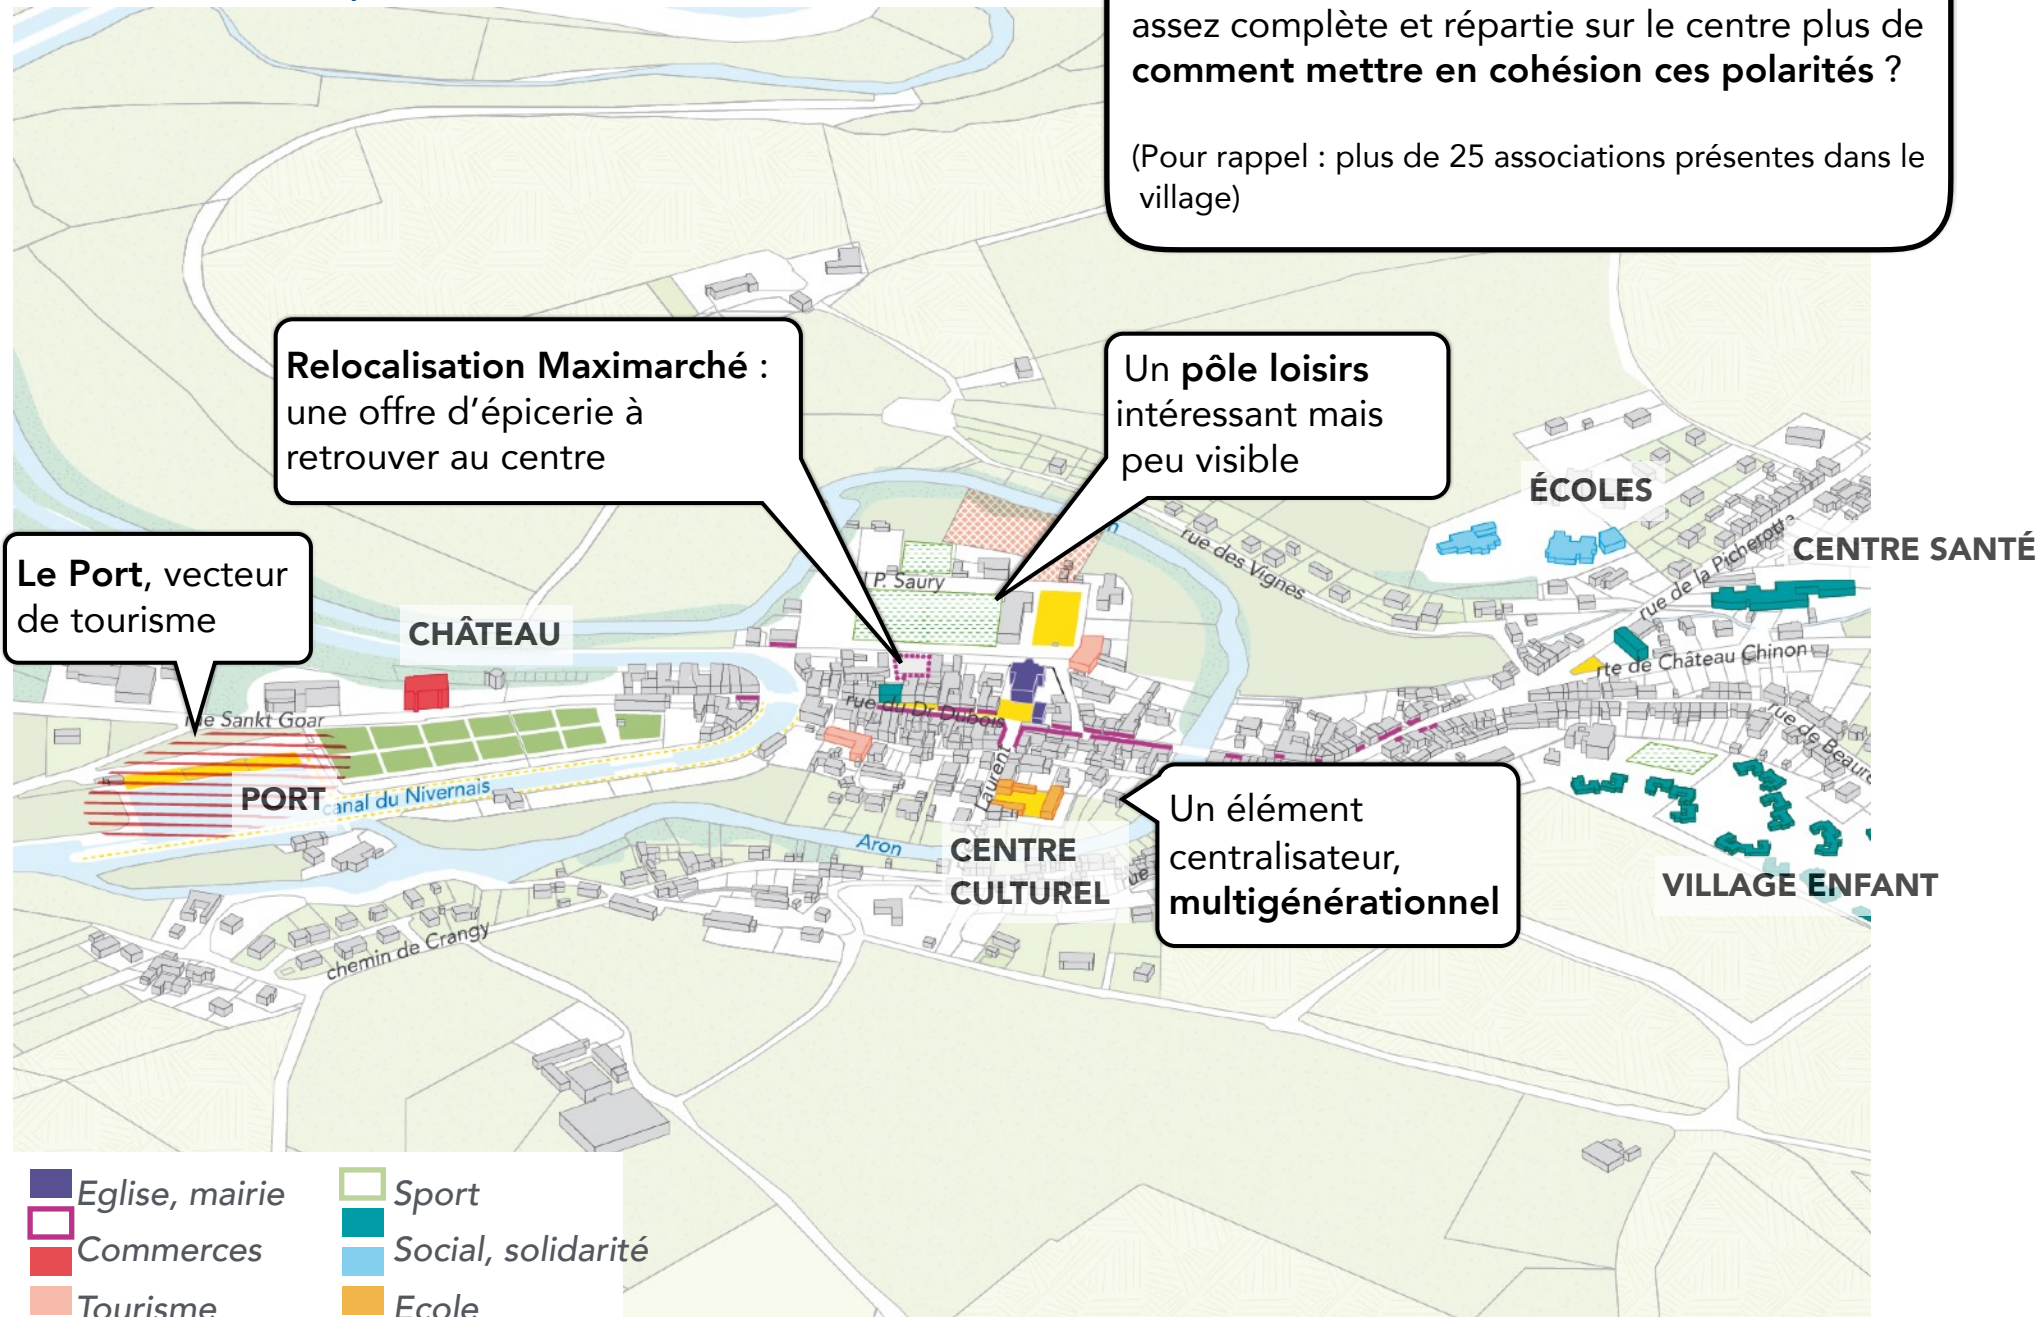 assez complète et répartie sur le centre plus de
comment mettre en cohésion ces polarités ?
(Pour rappel : plus de 25 associations présentes dans le
village)
Relocalisation Maximarché :
une offre d'épicerie à
retrouver au centre
Un pôle loisirs
intéressant mais
peu visible
ÉCOLES
CENTRE SANTÉ
Le Port, vecteur
de tourisme
CHÂTEAU
P. Saury
rue des Vignes
rue de la Picherotte
rte de Château Chinon
rue Sankt Goar
rue du Dr Dubois
rue de Beaure
PORT
canal du Nivernais
Laurent
Aron
CENTRE
CULTUREL
Un élément
centralisateur,
multigénérationnel
VILLAGE ENFANT
chemin de Crangy
Eglise, mairie
Commerces
Tourisme
Sport
Social, solidarité
Ecole